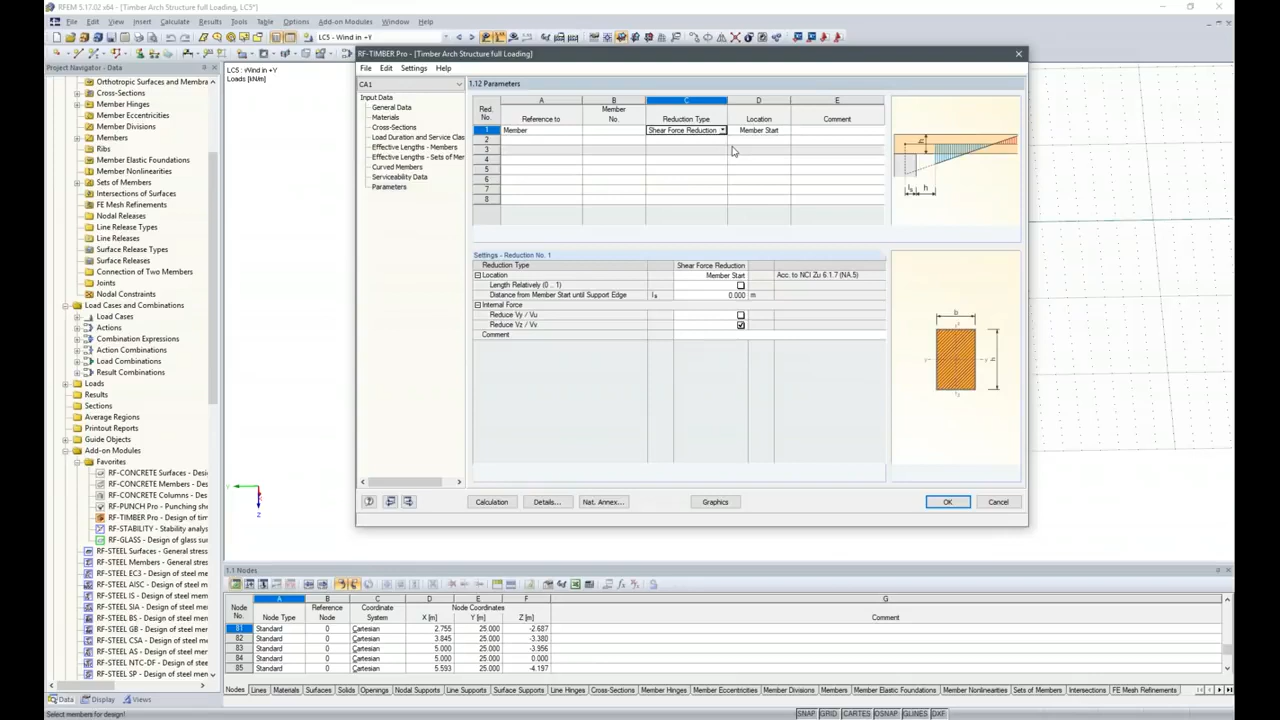 RFEM 5.17.02 x64 - [Timber Arch Structure full Loading, LC5*]
File Edit View Insert Calculate Results Tools Table Options Add-on Modules Window Help
LC5 - Wind in +Y
Project Navigator - Data
Orthotropic Surfaces and Membra
Cross-Sections
Member Hinges
Member Eccentricities
Member Divisions
Members
Ribs
Member Elastic Foundations
Member Nonlinearities
Sets of Members
Intersections of Surfaces
FE Mesh Refinements
Nodal Releases
Line Release Types
Line Releases
Surface Release Types
Surface Releases
Connection of Two Members
Joints
Nodal Constraints
Load Cases and Combinations
Load Cases
Actions
Combination Expressions
Action Combinations
Load Combinations
Result Combinations
Loads
Results
Sections
Average Regions
Printout Reports
Guide Objects
Add-on Modules
Favorites
RF-CONCRETE Surfaces - Desi
RF-CONCRETE Members - De
RF-CONCRETE Columns - De
RF-PUNCH Pro - Punching sh
RF-TIMBER Pro - Design of tim
RF-STABILITY - Stability analys
RF-GLASS - Design of glass su
RF-STEEL Surfaces - General stress
RF-STEEL Members - General stres
RF-STEEL EC3 - Design of steel me
RF-STEEL AISC - Design of steel m
RF-STEEL IS - Design of steel mem
RF-STEEL SIA - Design of steel me
RF-STEEL BS - Design of steel mem
RF-STEEL GB - Design of steel mem
RF-STEEL CSA - Design of steel me
RF-STEEL AS - Design of steel mem
RF-STEEL NTC-DF - Design of steel
RF-STEEL SP - Design of steel mem
Data Display Views
LC5 : vWind in +Y
Loads [kN/m]
Y
Z
RF-TIMBER Pro - [Timber Arch Structure full Loading]
File Edit Settings Help
CA1
Input Data
General Data
Materials
Cross-Sections
Load Duration and Service Clas
Effective Lengths - Members
Effective Lengths - Sets of Mer
Curved Members
Serviceability Data
Parameters
1.12 Parameters
A B C D E
Red. No. Reference to Member No. Reduction Type Location Comment
1 Member Shear Force Reduction Member Start
2
3
4
5
6
7
8
Settings - Reduction No. 1
Reduction Type Shear Force Reduction
Location Member Start Acc. to NCI Zu 6.1.7 (NA.5)
Length Relatively (0 .. 1)
Distance from Member Start until Support Edge ls 0.000 m
Internal Force
Reduce Vy / Vu
Reduce Vz / Vv
Comment
h
ls h
b
h
Calculation Details... Nat. Annex... Graphics OK Cancel
1.1 Nodes
A B C D E F G
Node No. Node Type Reference Node Coordinate System Node Coordinates X [m] Y [m] Z [m] Comment
81 Standard 0 Cartesian 2.755 25.000 -2.687
82 Standard 0 Cartesian 3.845 25.000 -3.380
83 Standard 0 Cartesian 5.000 25.000 -3.956
84 Standard 0 Cartesian 5.000 25.000 0.000
85 Standard 0 Cartesian 5.593 25.000 -4.197
Nodes Lines Materials Surfaces Solids Openings Nodal Supports Line Supports Surface Supports Line Hinges Cross-Sections Member Hinges Member Eccentricities Member Divisions Members Member Elastic Foundations Member Nonlinearities Sets of Members Intersections FE Mesh Refinements
Select members for design! SNAP GRID CARTES OSNAP GLINES DXF